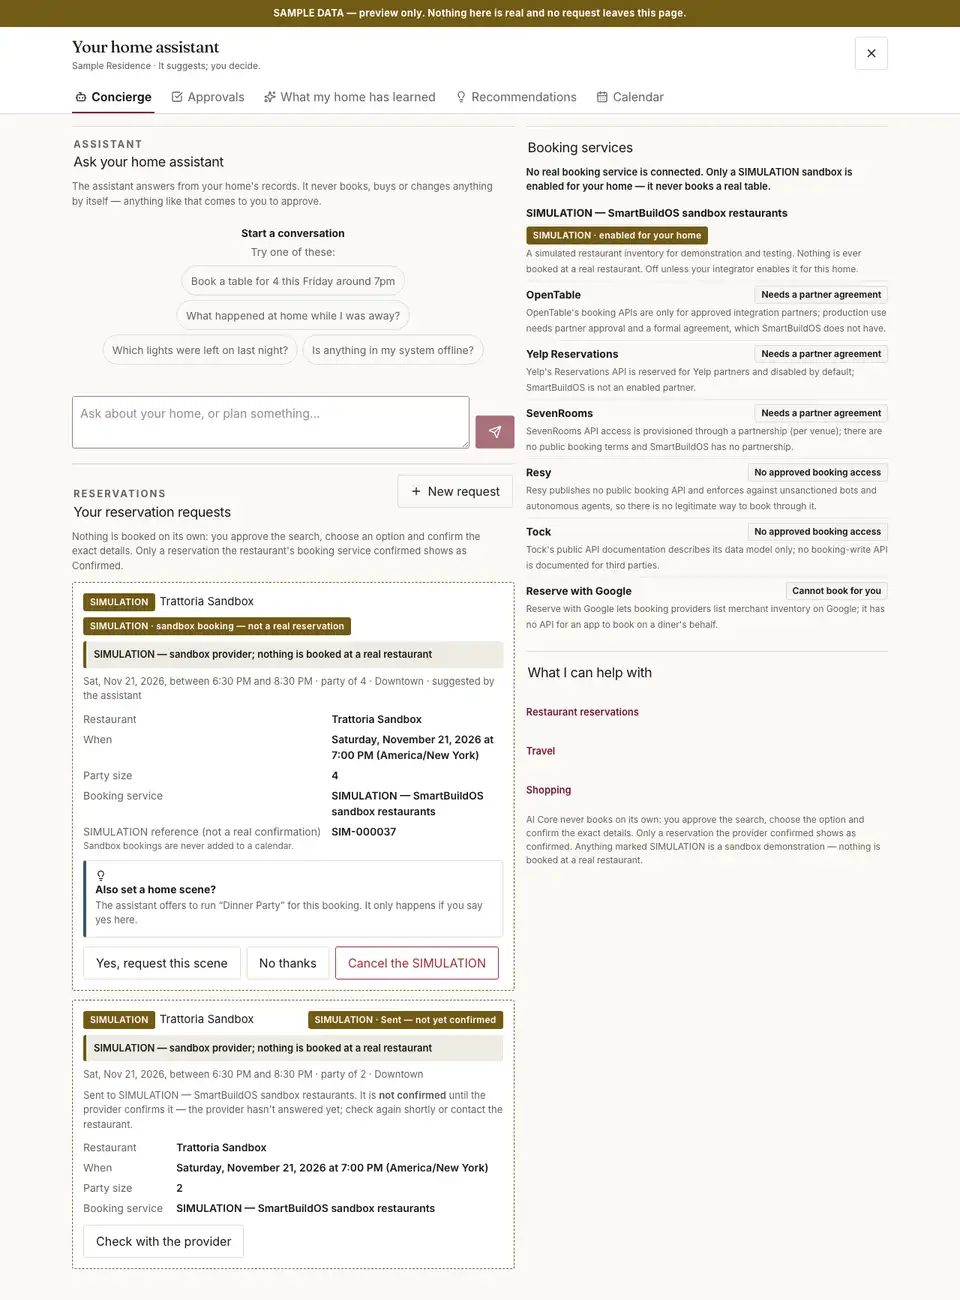 SAMPLE DATA — preview only. Nothing here is real and no request leaves this page.
Your home assistant
Sample Residence · It suggests; you decide.
Concierge
Approvals
What my home has learned
Recommendations
Calendar
ASSISTANT
Ask your home assistant
The assistant answers from your home's records. It never books, buys or changes anything
by itself — anything like that comes to you to approve.
Start a conversation
Try one of these:
Book a table for 4 this Friday around 7pm
What happened at home while I was away?
Which lights were left on last night?
Is anything in my system offline?
Ask about your home, or plan something...
RESERVATIONS
Your reservation requests
+ New request
Nothing is booked on its own: you approve the search, choose an option and confirm the
exact details. Only a reservation the restaurant's booking service confirmed shows as
Confirmed.
SIMULATION Trattoria Sandbox
SIMULATION · sandbox booking — not a real reservation
SIMULATION — sandbox provider; nothing is booked at a real restaurant
Sat, Nov 21, 2026, between 6:30 PM and 8:30 PM · party of 4 · Downtown · suggested by
the assistant
Restaurant Trattoria Sandbox
When Saturday, November 21, 2026 at
7:00 PM (America/New York)
Party size 4
Booking service SIMULATION — SmartBuildOS
sandbox restaurants
SIMULATION reference (not a real confirmation) SIM-000037
Sandbox bookings are never added to a calendar.
Also set a home scene?
The assistant offers to run “Dinner Party” for this booking. It only happens if you say
yes here.
Yes, request this scene
No thanks
Cancel the SIMULATION
SIMULATION Trattoria Sandbox
SIMULATION · Sent — not yet confirmed
SIMULATION — sandbox provider; nothing is booked at a real restaurant
Sat, Nov 21, 2026, between 6:30 PM and 8:30 PM · party of 2 · Downtown
Sent to SIMULATION — SmartBuildOS sandbox restaurants. It is not confirmed until the
provider confirms it — the provider hasn't answered yet; check again shortly or contact the
restaurant.
Restaurant Trattoria Sandbox
When Saturday, November 21, 2026 at 7:00 PM (America/New York)
Party size 2
Booking service SIMULATION — SmartBuildOS sandbox restaurants
Check with the provider
Booking services
No real booking service is connected. Only a SIMULATION sandbox is
enabled for your home — it never books a real table.
SIMULATION — SmartBuildOS sandbox restaurants
SIMULATION · enabled for your home
A simulated restaurant inventory for demonstration and testing. Nothing is ever
booked at a real restaurant. Off unless your integrator enables it for this home.
OpenTable
Needs a partner agreement
OpenTable's booking APIs are only for approved integration partners; production use
needs partner approval and a formal agreement, which SmartBuildOS does not have.
Yelp Reservations
Needs a partner agreement
Yelp's Reservations API is reserved for Yelp partners and disabled by default;
SmartBuildOS is not an enabled partner.
SevenRooms
Needs a partner agreement
SevenRooms API access is provisioned through a partnership (per venue); there are
no public booking terms and SmartBuildOS has no partnership.
Resy
No approved booking access
Resy publishes no public booking API and enforces against unsanctioned bots and
autonomous agents, so there is no legitimate way to book through it.
Tock
No approved booking access
Tock's public API documentation describes its data model only; no booking-write API
is documented for third parties.
Reserve with Google
Cannot book for you
Reserve with Google lets booking providers list merchant inventory on Google; it has
no API for an app to book on a diner's behalf.
What I can help with
Restaurant reservations
Travel
Shopping
AI Core never books on its own: you approve the search, choose the option and
confirm the exact details. Only a reservation the provider confirmed shows as
confirmed. Anything marked SIMULATION is a sandbox demonstration — nothing is
booked at a real restaurant.